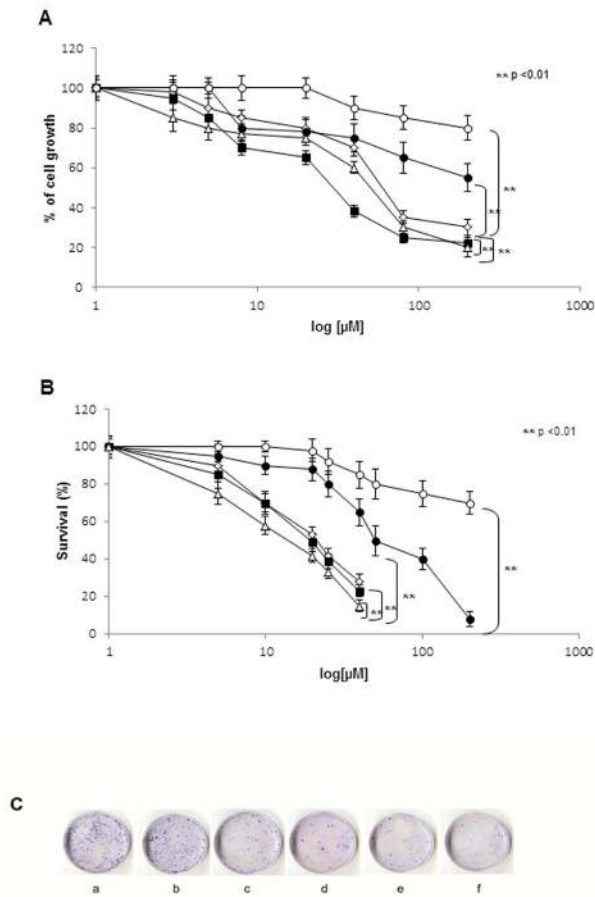 A
120
100
80
60
40
20
0
% of cell growth
** p <0.01
**
**
** **
1 10 100 1000
log [µM]
B
120
100
80
60
40
20
0
Survival (%)
** p <0.01
**
**
**
**
1 10 100 1000
log[µM]
C
a b c d e f